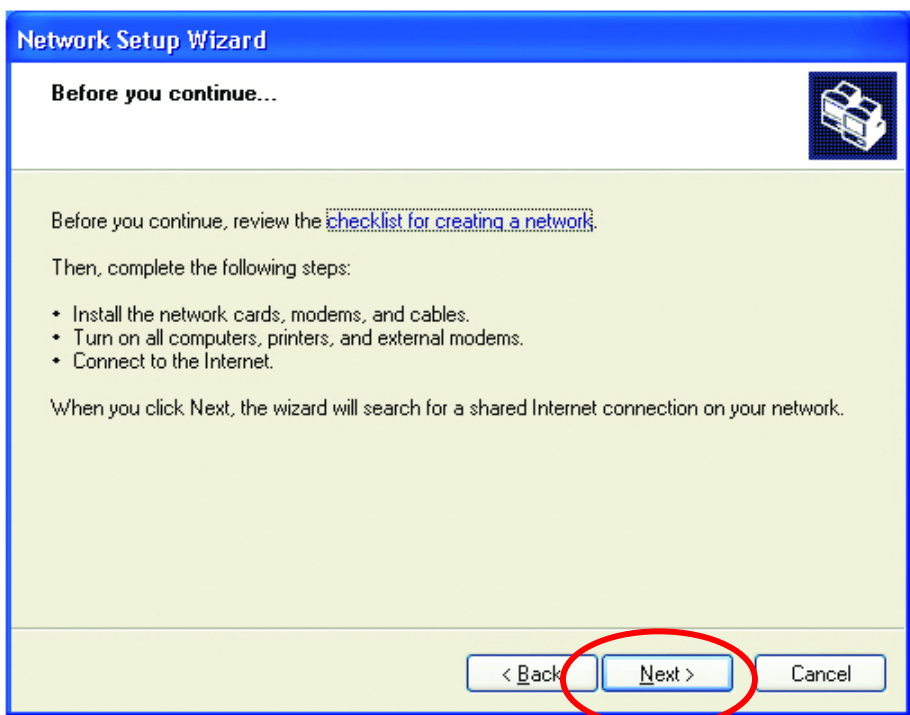 Network Setup Wizard
Before you continue...
Before you continue, review the checklist for creating a network.
Then, complete the following steps:
• Install the network cards, modems, and cables.
• Turn on all computers, printers, and external modems.
• Connect to the Internet.
When you click Next, the wizard will search for a shared Internet connection on your network.
< Back Next > Cancel